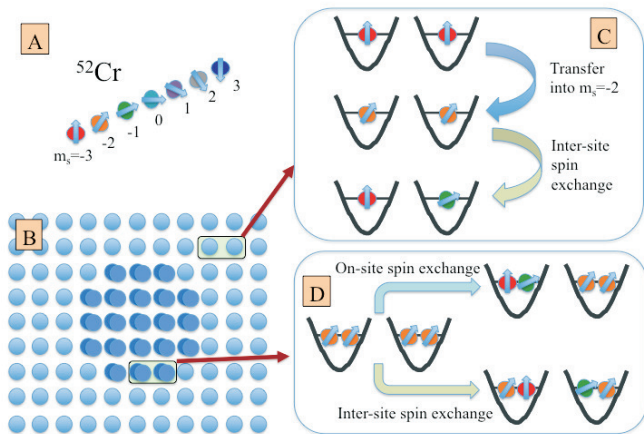 A
⁵²Cr
3
2
1
0
-1
-2
mₛ=-3
B
C
Transfer
into mₛ=-2
Inter-site
spin
exchange
D
On-site spin exchange
Inter-site spin exchange